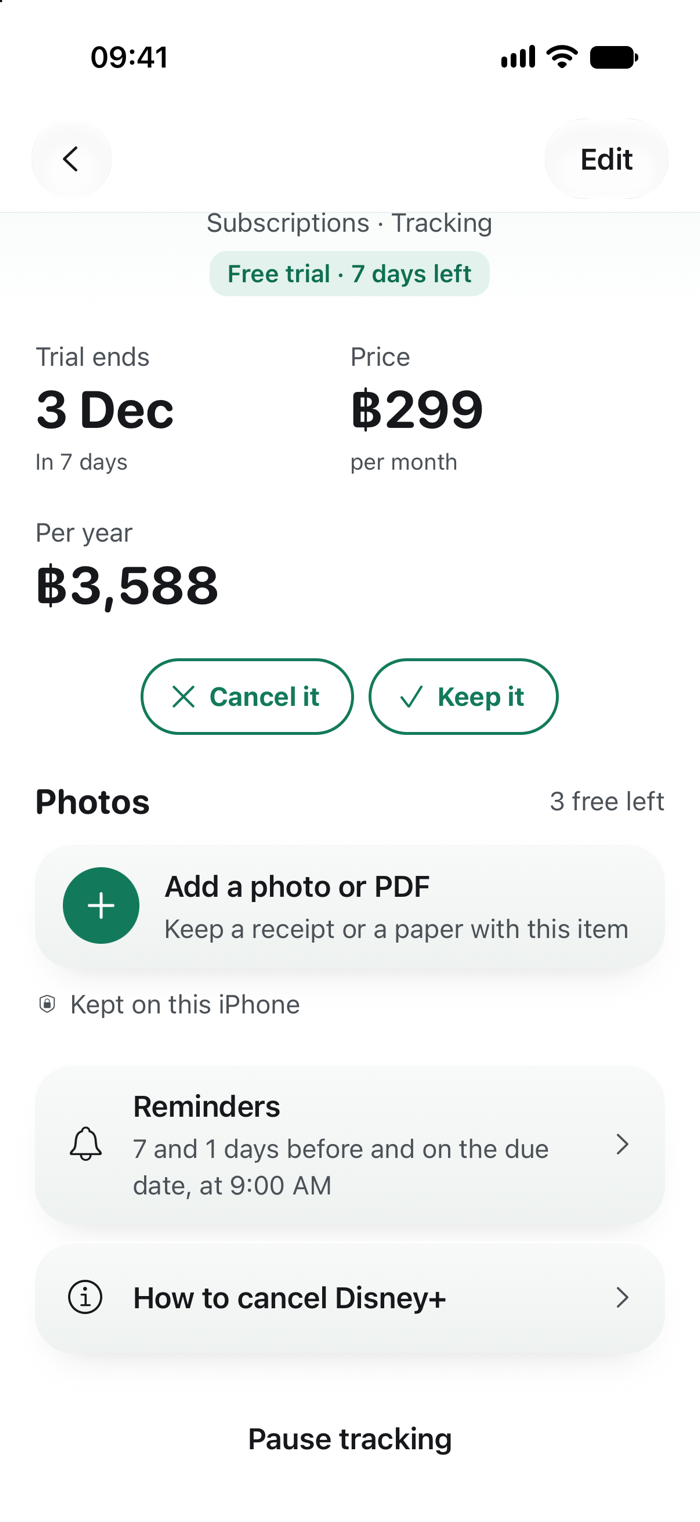 09:41
Edit
Subscriptions · Tracking
Free trial · 7 days left
Trial ends
3 Dec
In 7 days
Price
฿299
per month
Per year
฿3,588
Cancel it
Keep it
Photos
3 free left
Add a photo or PDF
Keep a receipt or a paper with this item
Kept on this iPhone
Reminders
7 and 1 days before and on the due
date, at 9:00 AM
How to cancel Disney+
Pause tracking